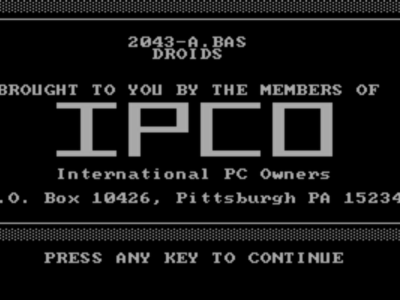 2043-A.BAS
DROIDS
BROUGHT TO YOU BY THE MEMBERS OF
IPCO
International PC Owners
.O. Box 10426, Pittsburgh PA 15234
PRESS ANY KEY TO CONTINUE